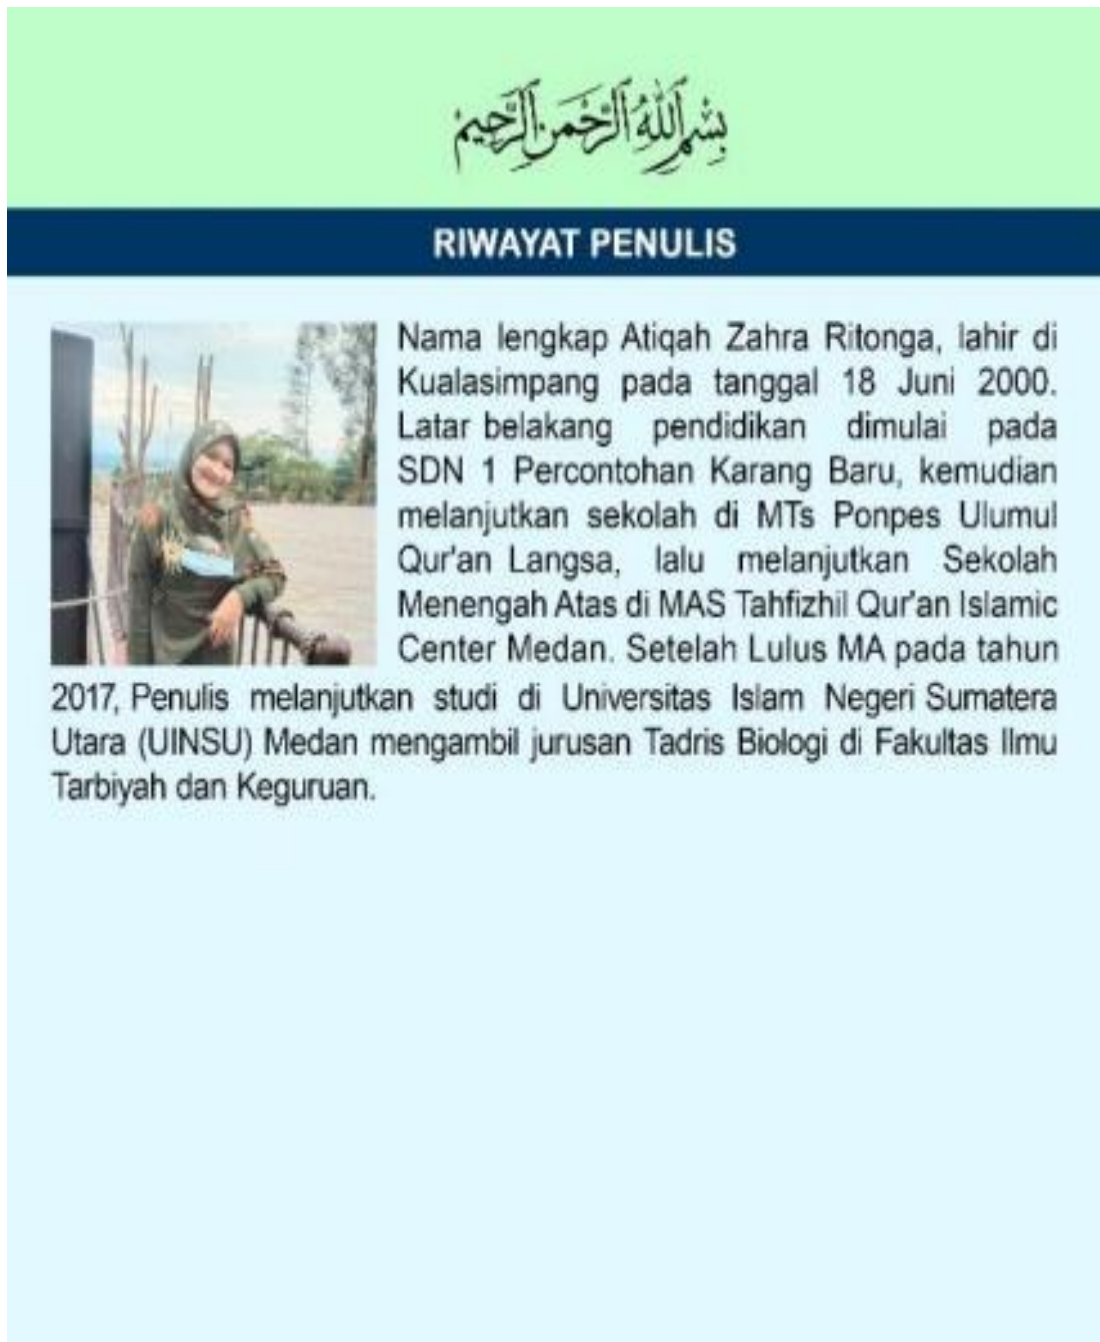 بِسْمِ اللَّهِ الرَّحْمَنِ الرَّحِيمِ
RIWAYAT PENULIS
Nama lengkap Atiqah Zahra Ritonga, lahir di
Kualasimpang pada tanggal 18 Juni 2000.
Latar belakang pendidikan dimulai pada
SDN 1 Percontohan Karang Baru, kemudian
melanjutkan sekolah di MTs Ponpes Ulumul
Qur'an Langsa, lalu melanjutkan Sekolah
Menengah Atas di MAS Tahfizhil Qur'an Islamic
Center Medan. Setelah Lulus MA pada tahun
2017, Penulis melanjutkan studi di Universitas Islam Negeri Sumatera
Utara (UINSU) Medan mengambil jurusan Tadris Biologi di Fakultas Ilmu
Tarbiyah dan Keguruan.